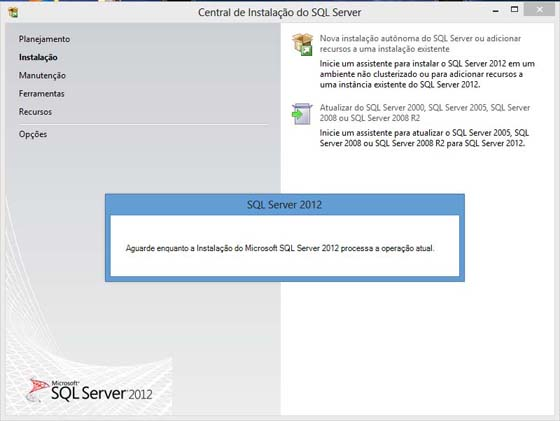 Central de Instalação do SQL Server
Planejamento
Instalação
Manutenção
Ferramentas
Recursos
Opções
Nova instalação autônoma do SQL Server ou adicionar
recursos a uma instalação existente
Inicie um assistente para instalar o SQL Server 2012 em um
ambiente não clusterizado ou para adicionar recursos a
uma instância existente do SQL Server 2012.
Atualizar do SQL Server 2000, SQL Server 2005, SQL Server
2008 ou SQL Server 2008 R2
Inicie um assistente para atualizar o SQL Server 2005, SQL
Server 2008 ou SQL Server 2008 R2 para SQL Server 2012.
SQL Server 2012
Aguarde enquanto a Instalação do Microsoft SQL Server 2012 processa a operação atual.
Microsoft
SQL Server 2012